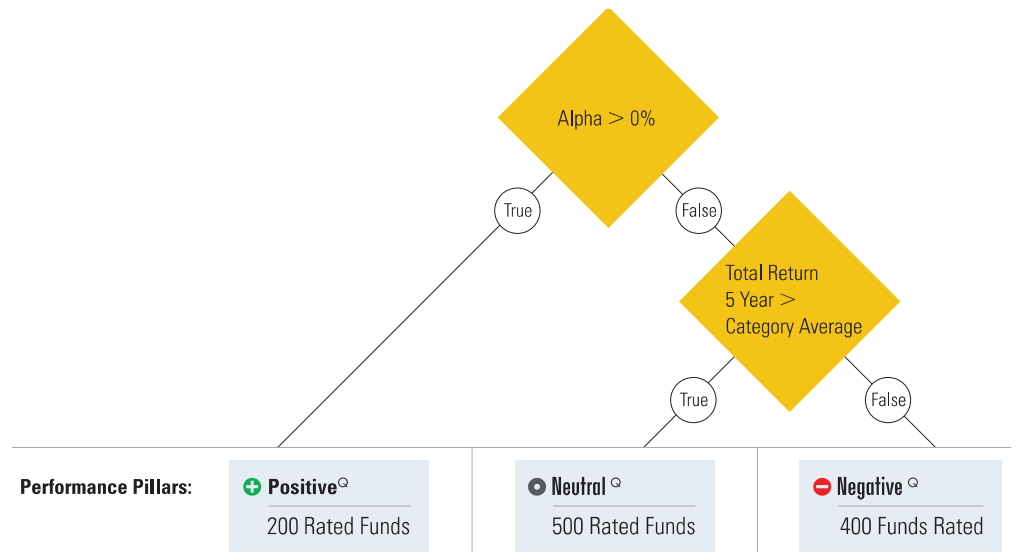 Alpha > 0%
True
False
Total Return
5 Year >
Category Average
True
False
Performance Pillars:
Positive Q
200 Rated Funds
Neutral Q
500 Rated Funds
Negative Q
400 Funds Rated